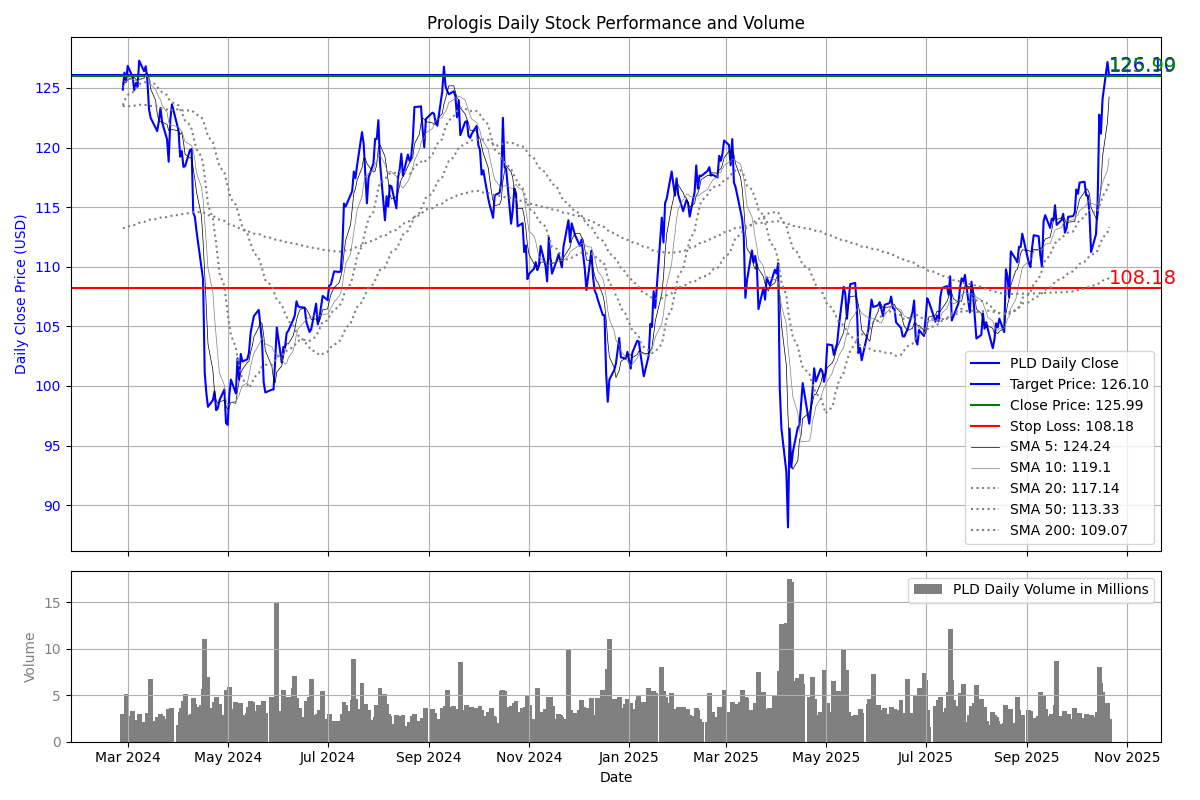 Prologis Daily Stock Performance and Volume
Daily Close Price (USD)
125
120
115
110
105
100
95
90
126.10
125.99
108.18
PLD Daily Close
Target Price: 126.10
Close Price: 125.99
Stop Loss: 108.18
SMA 5: 124.24
SMA 10: 119.1
SMA 20: 117.14
SMA 50: 113.33
SMA 200: 109.07
Volume
15
10
5
0
PLD Daily Volume in Millions
Mar 2024
May 2024
Jul 2024
Sep 2024
Nov 2024
Jan 2025
Mar 2025
May 2025
Jul 2025
Sep 2025
Nov 2025
Date